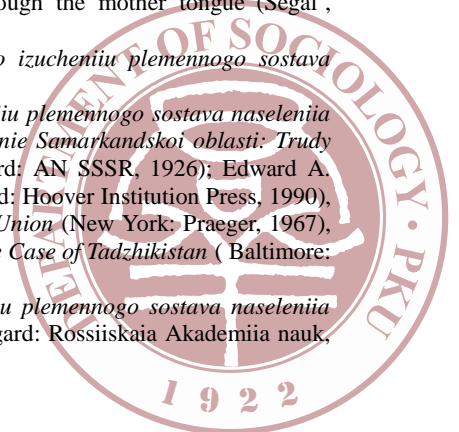 ough the mother tongue (Segal',
o izucheniiu plemennogo sostava
iiu plemennogo sostava naseleniia
nie Samarkandskoi oblasti: Trudy
rd: AN SSSR, 1926); Edward A.
d: Hoover Institution Press, 1990),
Union (New York: Praeger, 1967),
e Case of Tadzhikistan ( Baltimore:
u plemennogo sostava naseleniia
gard: Rossiiskaia Akademiia nauk,
DEPARTMENT OF SOCIOLOGY · PKU
1922